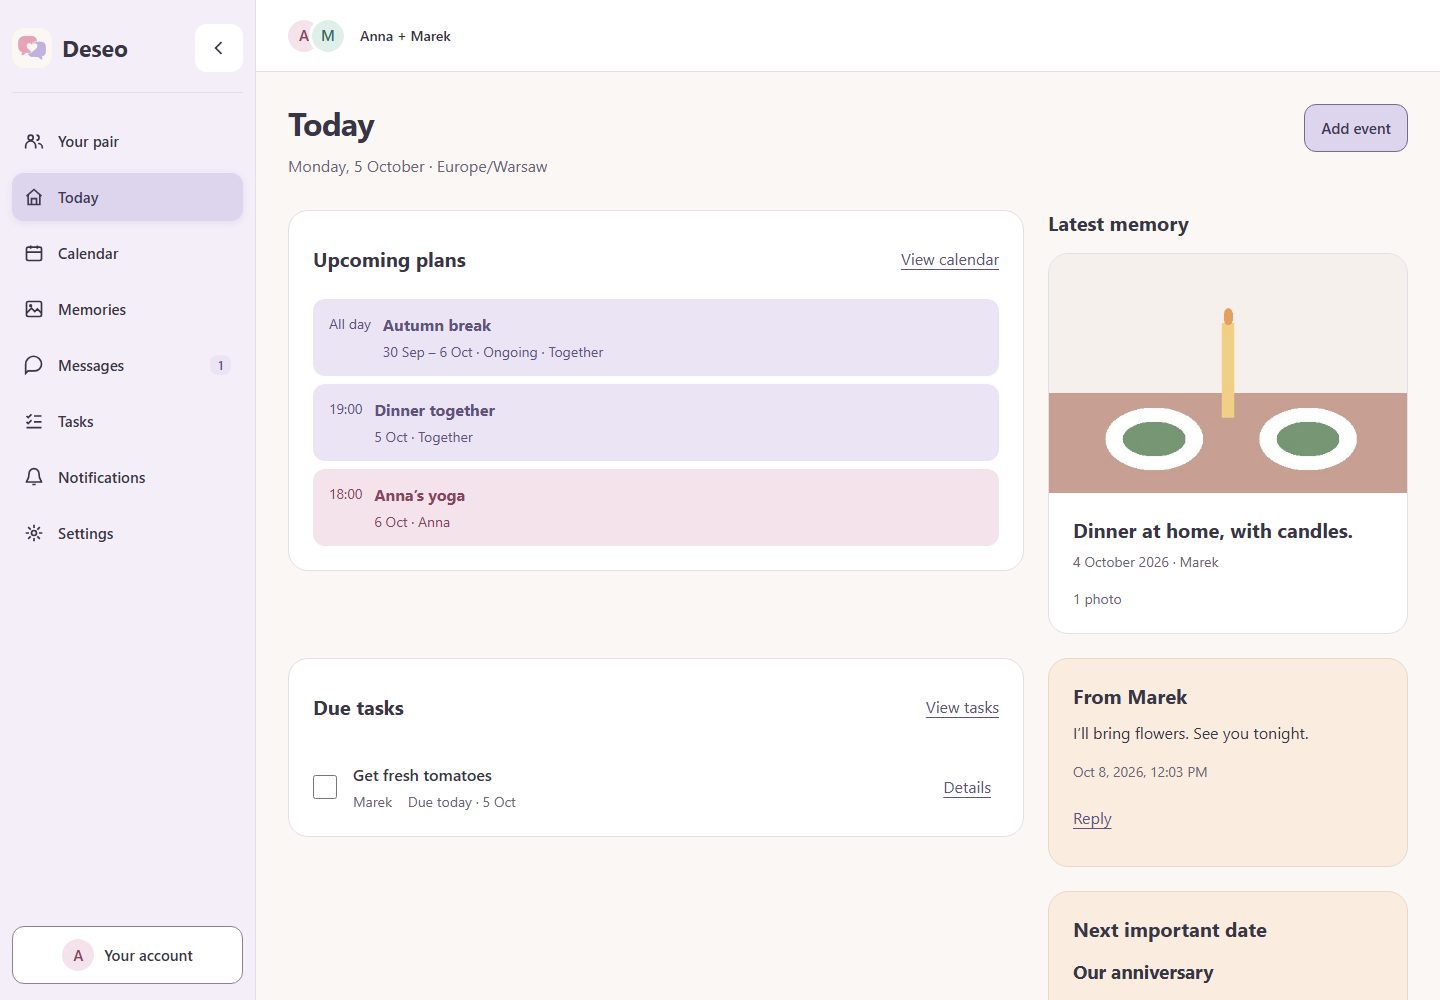 Deseo
Your pair
Today
Calendar
Memories
Messages 1
Tasks
Notifications
Settings
A Your account
A M Anna + Marek
Today
Monday, 5 October · Europe/Warsaw
Add event
Upcoming plans
View calendar
All day Autumn break
30 Sep – 6 Oct · Ongoing · Together
19:00 Dinner together
5 Oct · Together
18:00 Anna’s yoga
6 Oct · Anna
Due tasks
View tasks
Get fresh tomatoes
Marek Due today · 5 Oct
Details
Latest memory
Dinner at home, with candles.
4 October 2026 · Marek
1 photo
From Marek
I’ll bring flowers. See you tonight.
Oct 8, 2026, 12:03 PM
Reply
Next important date
Our anniversary